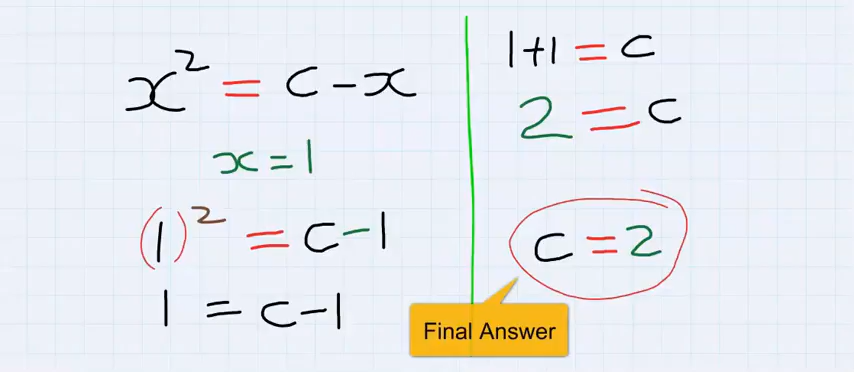 x² = c - x
x = 1
(1)² = c - 1
1 = c - 1
1 + 1 = c
2 = c
c = 2
Final Answer